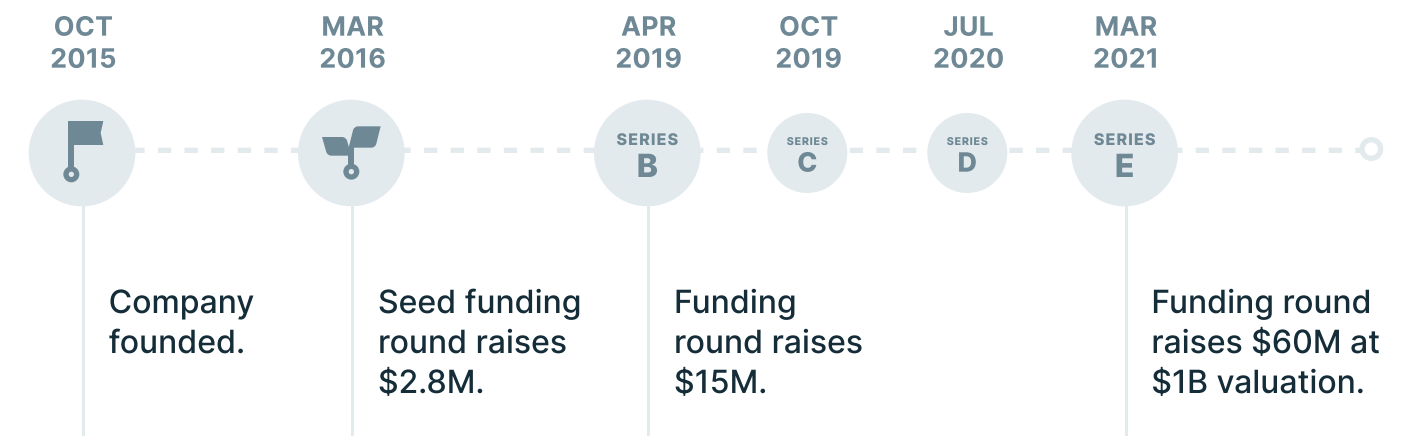 OCT
2015
MAR
2016
APR
2019
OCT
2019
JUL
2020
MAR
2021
SERIES
B
SERIES
C
SERIES
D
SERIES
E
Company
founded.
Seed funding
round raises
$2.8M.
Funding
round raises
$15M.
Funding round
raises $60M at
$1B valuation.